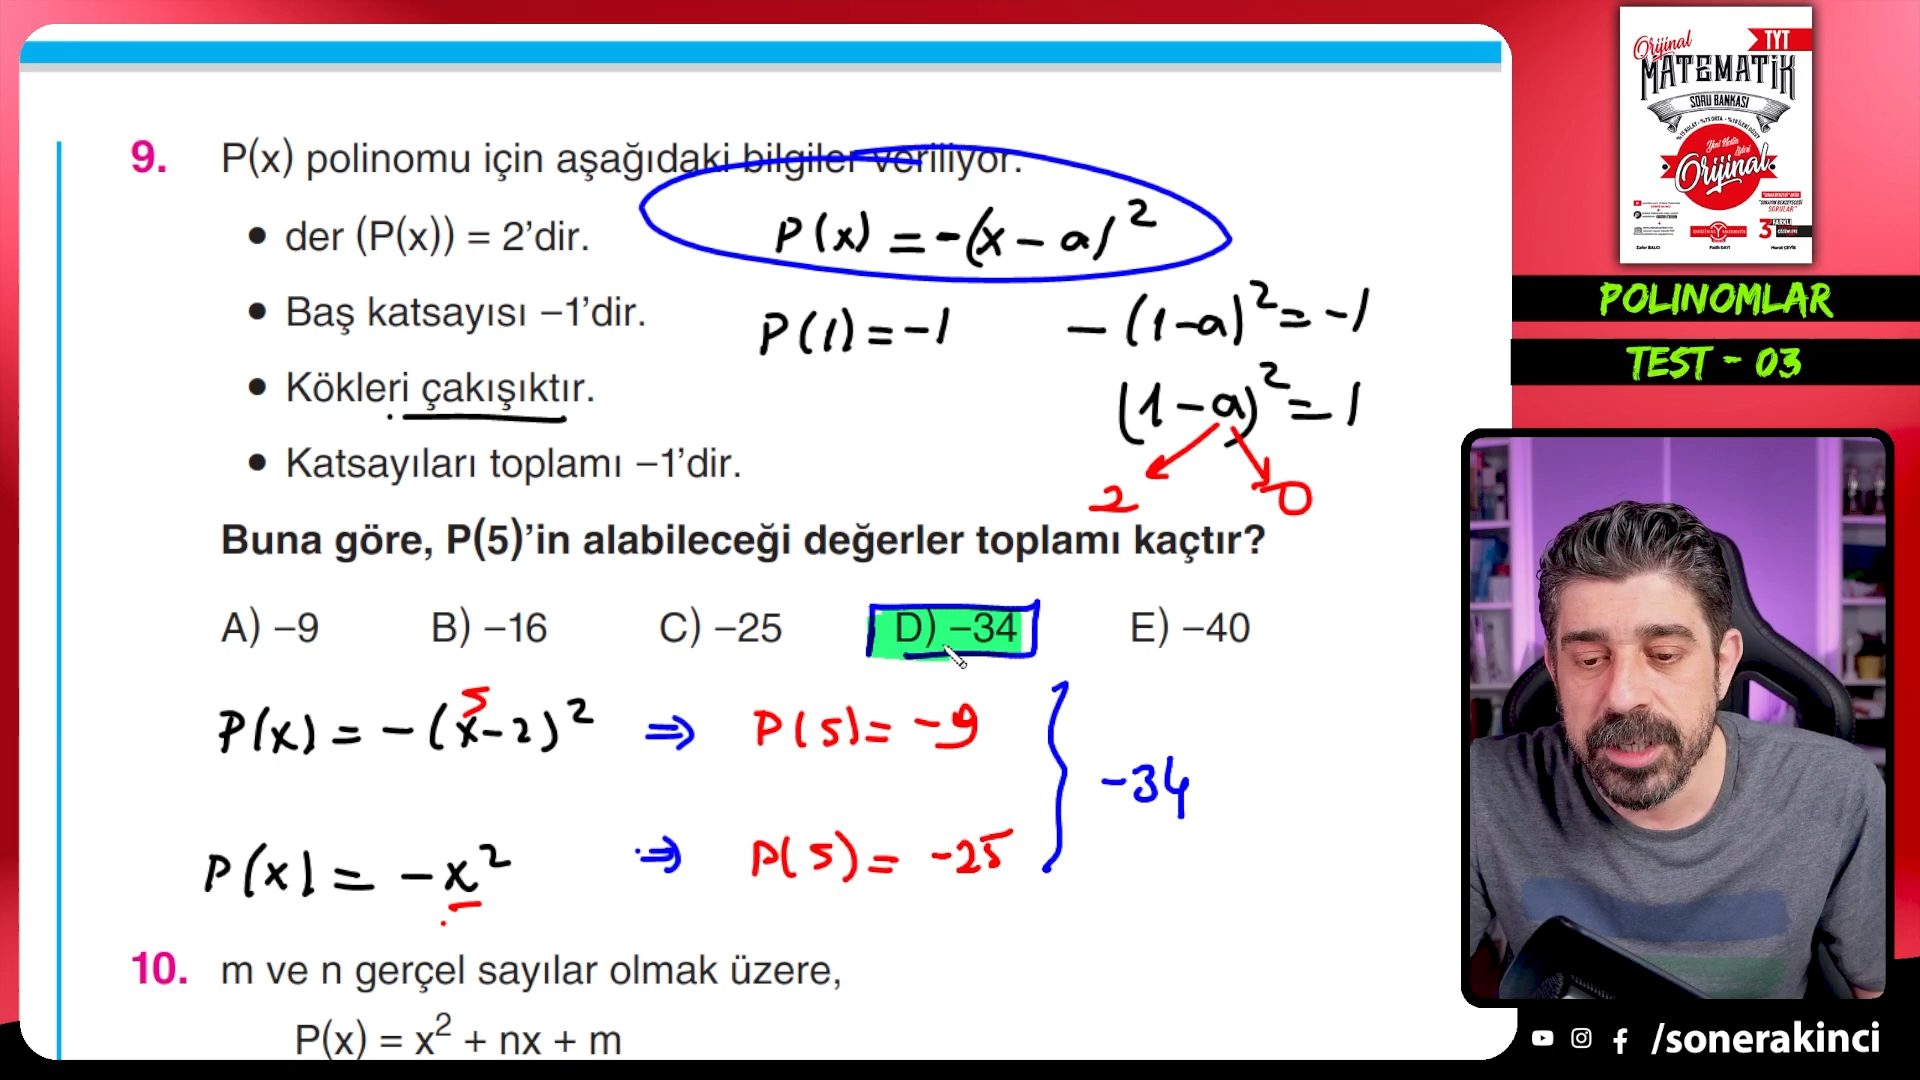 9. P(x) polinomu için aşağıdaki bilgiler veriliyor.
• der (P(x)) = 2'dir.
P(x) = -(x - a)²
• Baş katsayısı –1'dir.
P(1) = -1
-(1-a)² = -1
• Kökleri çakışıktır.
(1-a)² = 1
• Katsayıları toplamı –1'dir.
2 0
Buna göre, P(5)'in alabileceği değerler toplamı kaçtır?
A) –9 B) –16 C) –25 D) –34 E) –40
5
P(x) = -(x-2)² ⇒ P(5) = -9
-34
P(x) = -x² ⇒ P(5) = -25
10. m ve n gerçel sayılar olmak üzere,
P(x) = x² + nx + m
Orijinal
TYT
MATEMATİK
SORU BANKASI
Orijinal
POLINOMLAR
TEST - 03
/sonerakinci